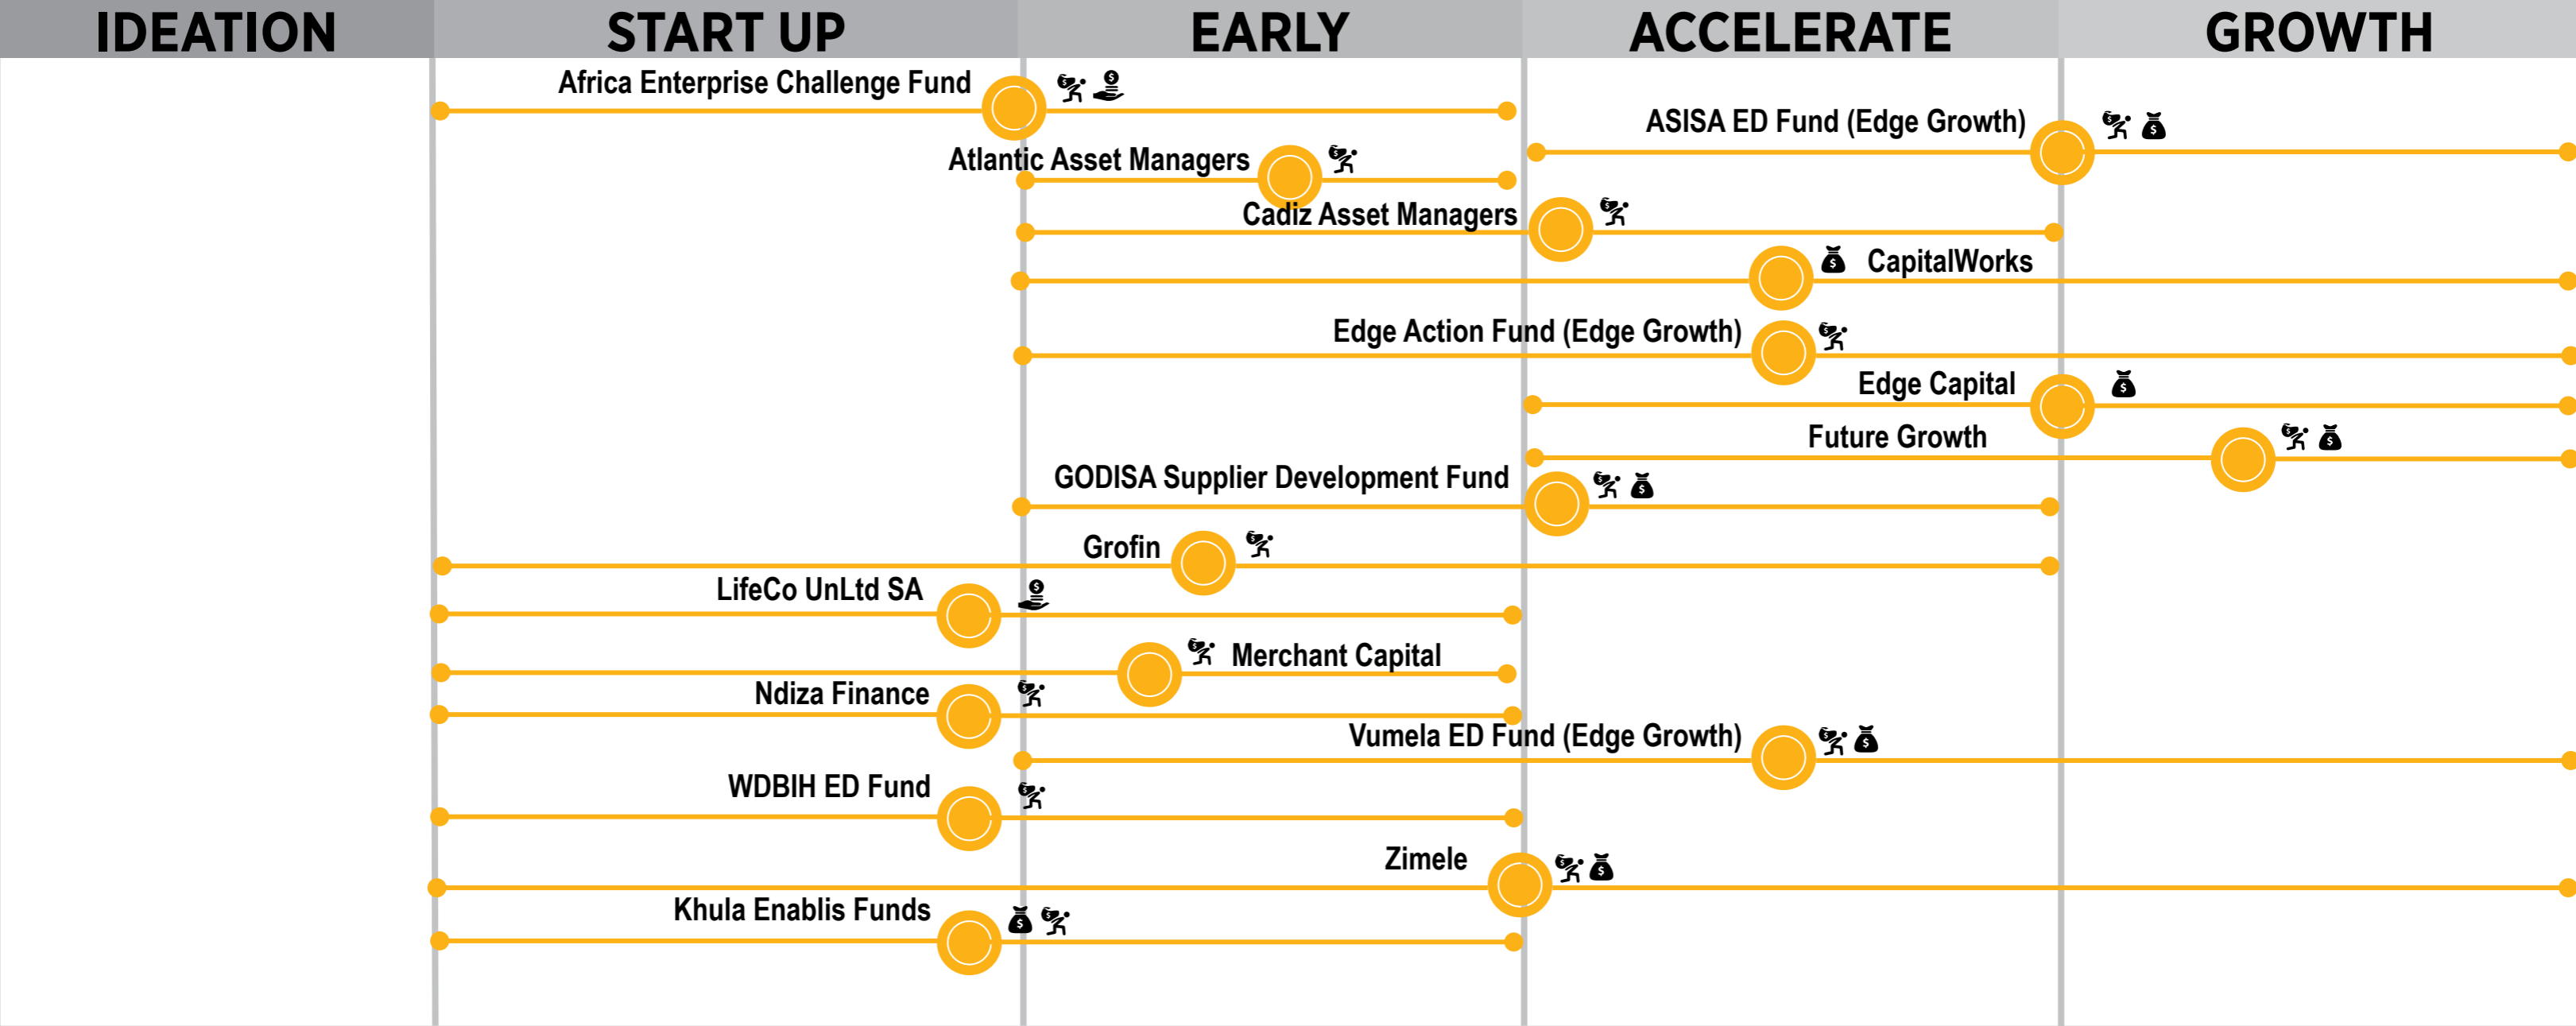 IDEATION
START UP
EARLY
ACCELERATE
GROWTH
Africa Enterprise Challenge Fund
ASISA ED Fund (Edge Growth)
Atlantic Asset Managers
Cadiz Asset Managers
CapitalWorks
Edge Action Fund (Edge Growth)
Edge Capital
Future Growth
GODISA Supplier Development Fund
Grofin
LifeCo UnLtd SA
Merchant Capital
Ndiza Finance
Vumela ED Fund (Edge Growth)
WDBIH ED Fund
Zimele
Khula Enablis Funds